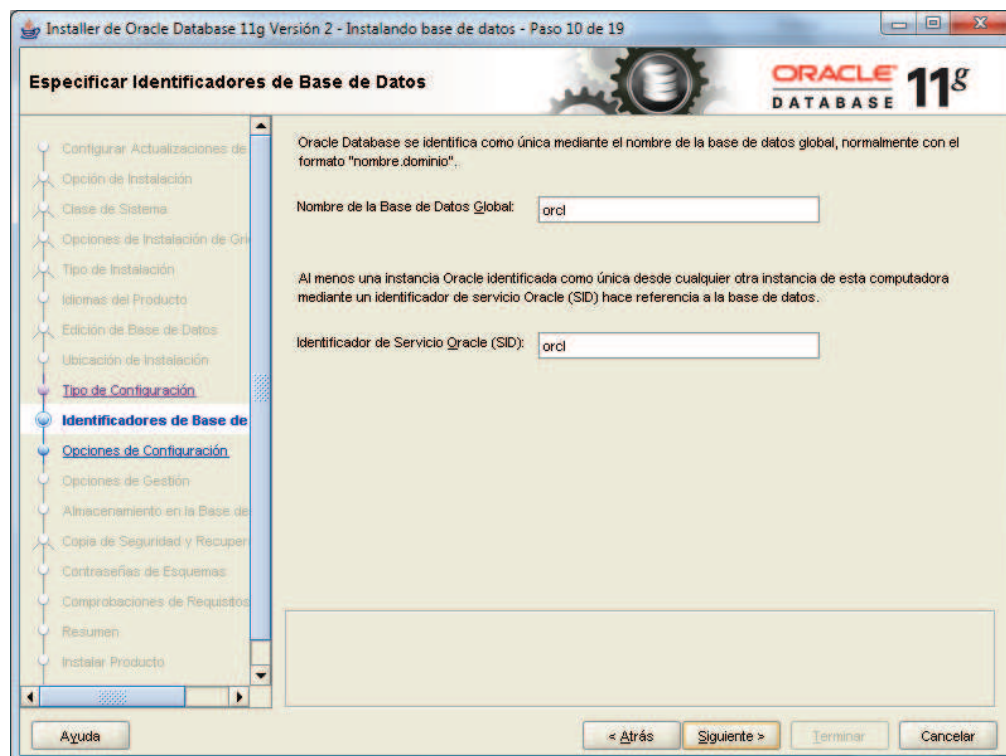 Installer de Oracle Database 11g Versión 2 - Instalando base de datos - Paso 10 de 19
Especificar Identificadores de Base de Datos
ORACLE
DATABASE
11g
Configurar Actualizaciones de
Opción de Instalación
Clase de Sistema
Opciones de Instalación de Gri
Tipo de Instalación
Idiomas del Producto
Edición de Base de Datos
Ubicación de Instalación
Tipo de Configuración
Identificadores de Base de
Opciones de Configuración
Opciones de Gestión
Almacenamiento en la Base de
Copia de Seguridad y Recuper
Contraseñas de Esquemas
Comprobaciones de Requisitos
Resumen
Instalar Producto
Oracle Database se identifica como única mediante el nombre de la base de datos global, normalmente con el
formato "nombre.dominio".
Nombre de la Base de Datos Global: orcl
Al menos una instancia Oracle identificada como única desde cualquier otra instancia de esta computadora
mediante un identificador de servicio Oracle (SID) hace referencia a la base de datos.
Identificador de Servicio Oracle (SID): orcl
Ayuda
< Atrás
Siguiente >
Terminar
Cancelar